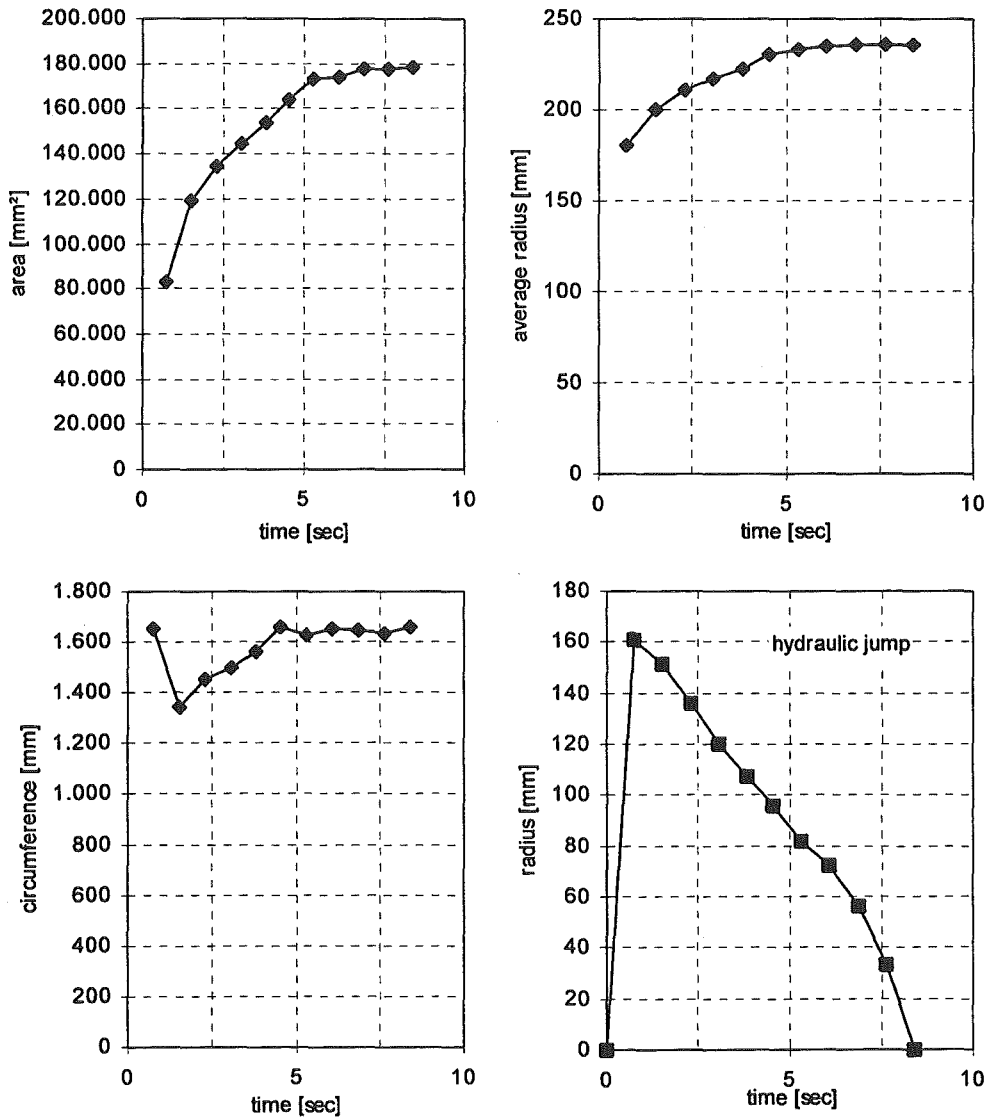 200.000
180.000
160.000
140.000
120.000
100.000
80.000
60.000
40.000
20.000
0
area [mm²]
0 5 10
time [sec]
250
200
150
100
50
0
average radius [mm]
0 5 10
time [sec]
1.800
1.600
1.400
1.200
1.000
800
600
400
200
0
circumference [mm]
0 5 10
time [sec]
180
160
140
120
100
80
60
40
20
0
radius [mm]
hydraulic jump
0 5 10
time [sec]